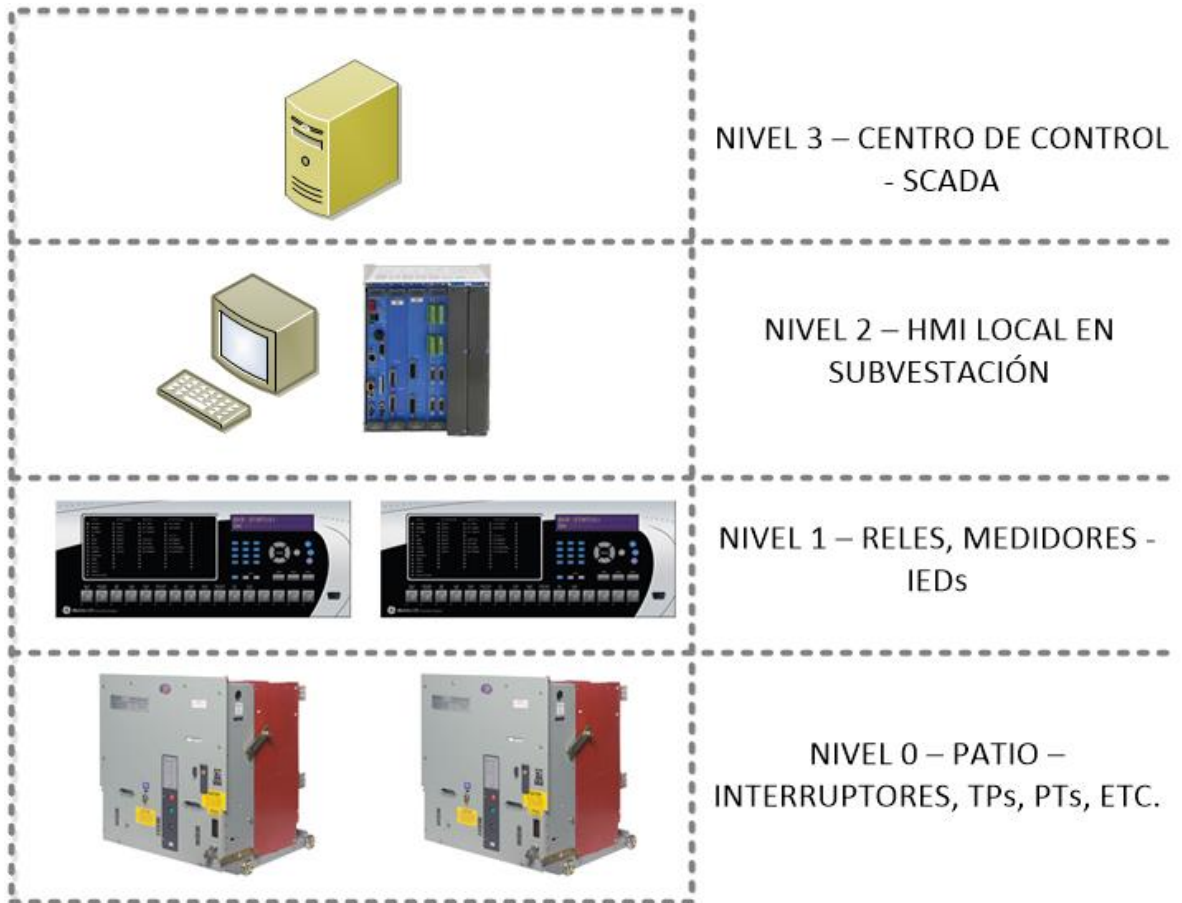 NIVEL 3 – CENTRO DE CONTROL
- SCADA
NIVEL 2 – HMI LOCAL EN
SUBVESTACIÓN
NIVEL 1 – RELES, MEDIDORES -
IEDs
NIVEL 0 – PATIO –
INTERRUPTORES, TPs, PTs, ETC.